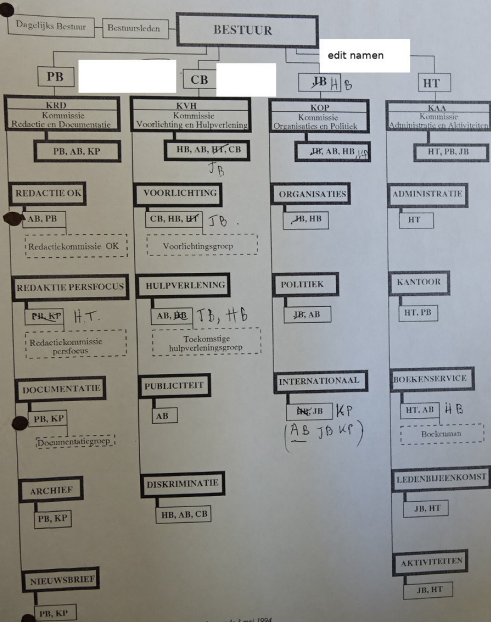 Dagelijks Bestuur
Bestuursleden
BESTUUR
edit namen
PB
CB
JB HB
HT
KRD
Kommissie
Redactie en Documentatie
PB, AB, KP
KVH
Kommissie
Voorlichting en Hulpverlening
HB, AB, HT, CB
JB
KOP
Kommissie
Organisaties en Politiek
JB, AB, HB KP
KAA
Kommissie
Administratie en Aktiviteiten
HT, PB, JB
REDACTIE OK
AB, PB
Redactiekommissie OK
VOORLICHTING
CB, HB, HT JB.
Voorlichtingsgroep
ORGANISATIES
JB, HB
ADMINISTRATIE
HT
REDAKTIE PERSFOCUS
PB, KP HT.
Redactiekommissie
persfoeus
HULPVERLENING
AB, JB, HB
Toekomstige
hulpverleningsgroep
POLITIEK
JB, AB
KANTOOR
HT, PB
DOCUMENTATIE
PB, KP
Documentatiegroep
PUBLICITEIT
AB
INTERNATIONAAL
JB KP
(AB JB KP)
BOEKENSERVICE
HT, AB HB
Boekenman
ARCHIEF
PB, KP
DISKRIMINATIE
HB, AB, CB
LEDENBIJEENKOMST
JB, HT
NIEUWSBRIEF
PB, KP
AKTIVITEITEN
JB, HT
mei 1994